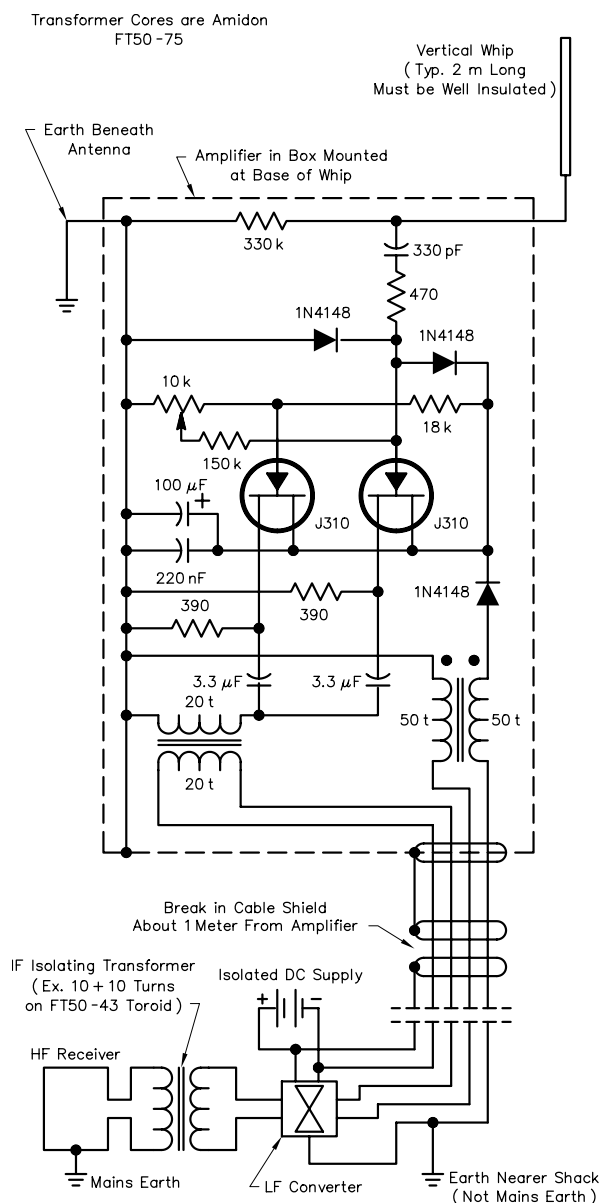 Transformer Cores are Amidon
FT50-75
Vertical Whip
(Typ. 2 m Long
Must be Well Insulated)
Earth Beneath
Antenna
Amplifier in Box Mounted
at Base of Whip
330 k
330 pF
470
1N4148
1N4148
10 k
18 k
150 k
100 µF
+
J310
J310
220 nF
1N4148
390
390
3.3 µF
3.3 µF
20 t
50 t
50 t
20 t
Break in Cable Shield
About 1 Meter From Amplifier
IF Isolating Transformer
(Ex. 10 + 10 Turns
on FT50-43 Toroid)
Isolated DC Supply
+
−
HF Receiver
Mains Earth
LF Converter
Earth Nearer Shack
(Not Mains Earth)